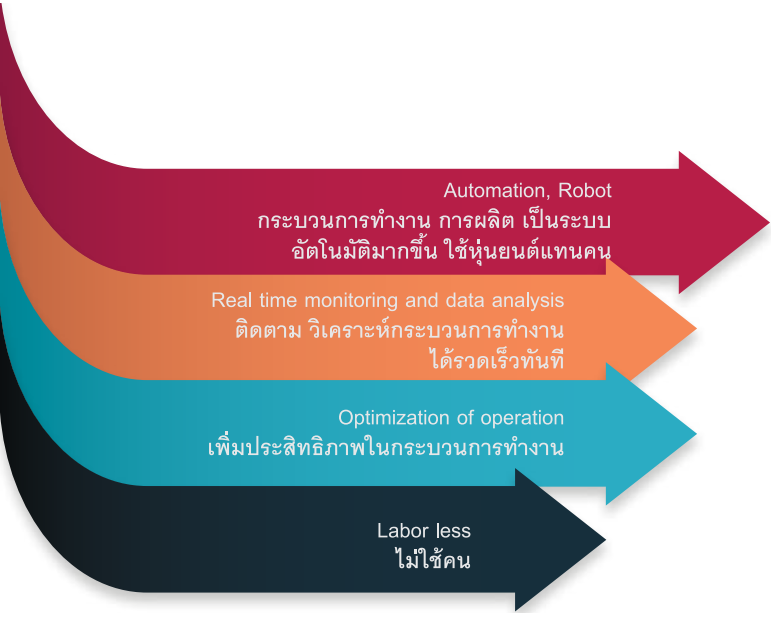 Automation, Robot
กระบวนการทำงาน การผลิต เป็นระบบ
อัตโนมัติมากขึ้น ใช้หุ่นยนต์แทนคน
Real time monitoring and data analysis
ติดตาม วิเคราะห์กระบวนการทำงาน
ได้รวดเร็วทันที
Optimization of operation
เพิ่มประสิทธิภาพในกระบวนการทำงาน
Labor less
ไม่ใช้คน